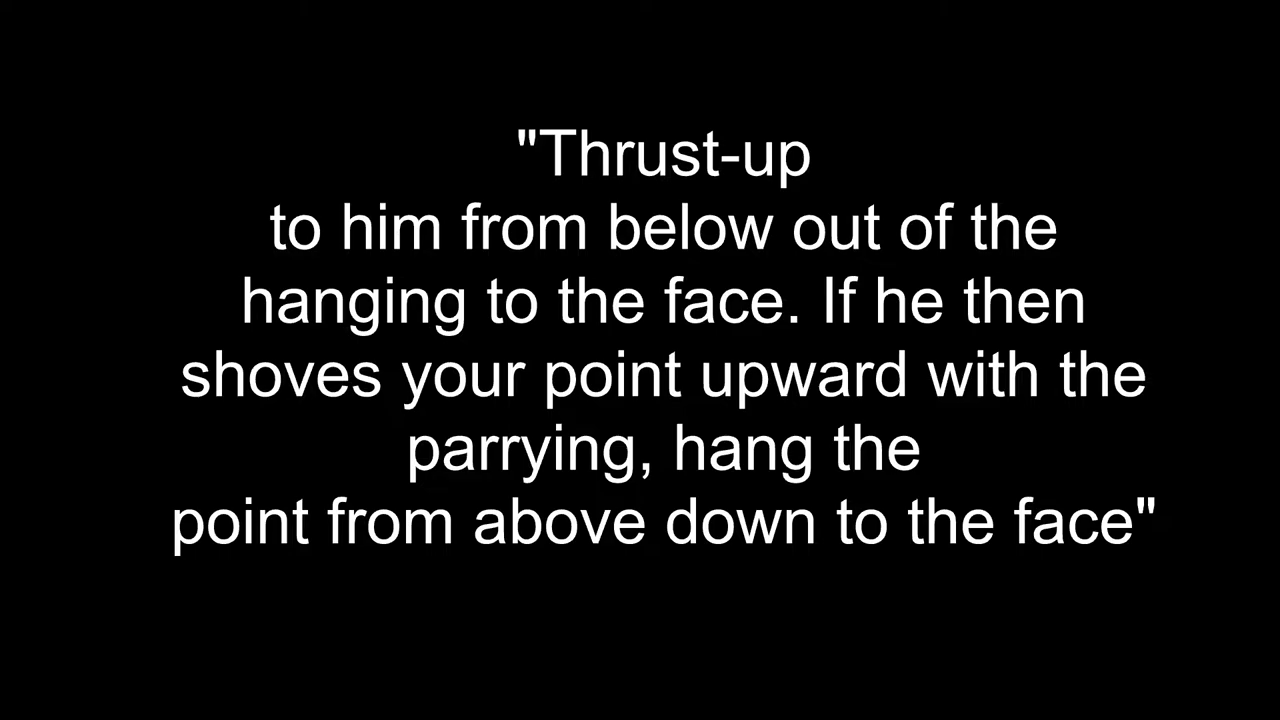 "Thrust-up
to him from below out of the
hanging to the face. If he then
shoves your point upward with the
parrying, hang the
point from above down to the face"